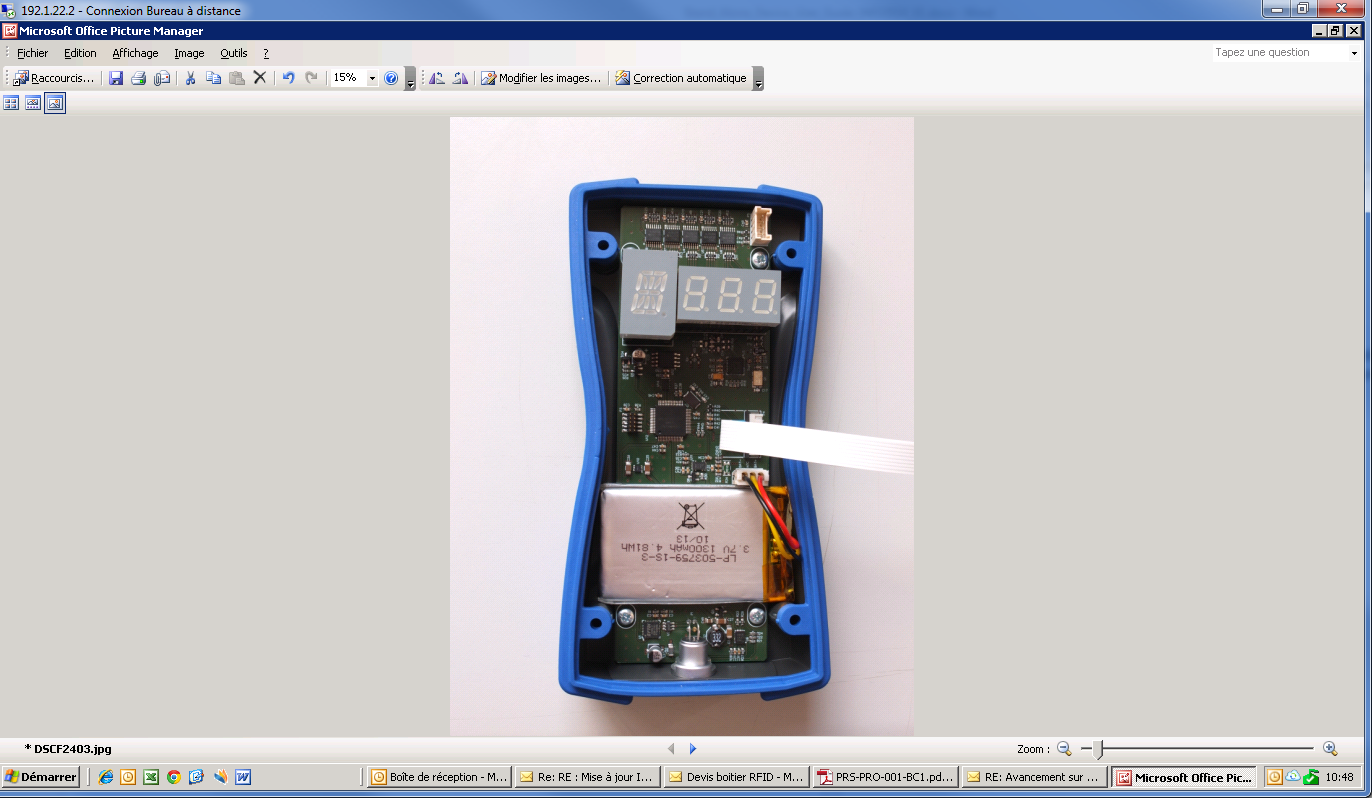 192.1.22.2 - Connexion Bureau à distance
Microsoft Office Picture Manager
Fichier Edition Affichage Image Outils ?
Tapez une question
Raccourcis... 15% Modifier les images... Correction automatique
10/13
3.7V 1300mAh 4.81Wh
LP-503759-1S-3
* DSCF2403.jpg
Zoom :
Démarrer
Boîte de réception - M...
Re: RE : Mise à jour I...
Devis boitier RFID - M...
PRS-PRO-001-BC1.pd...
RE: Avancement sur ...
Microsoft Office Pic...
10:48